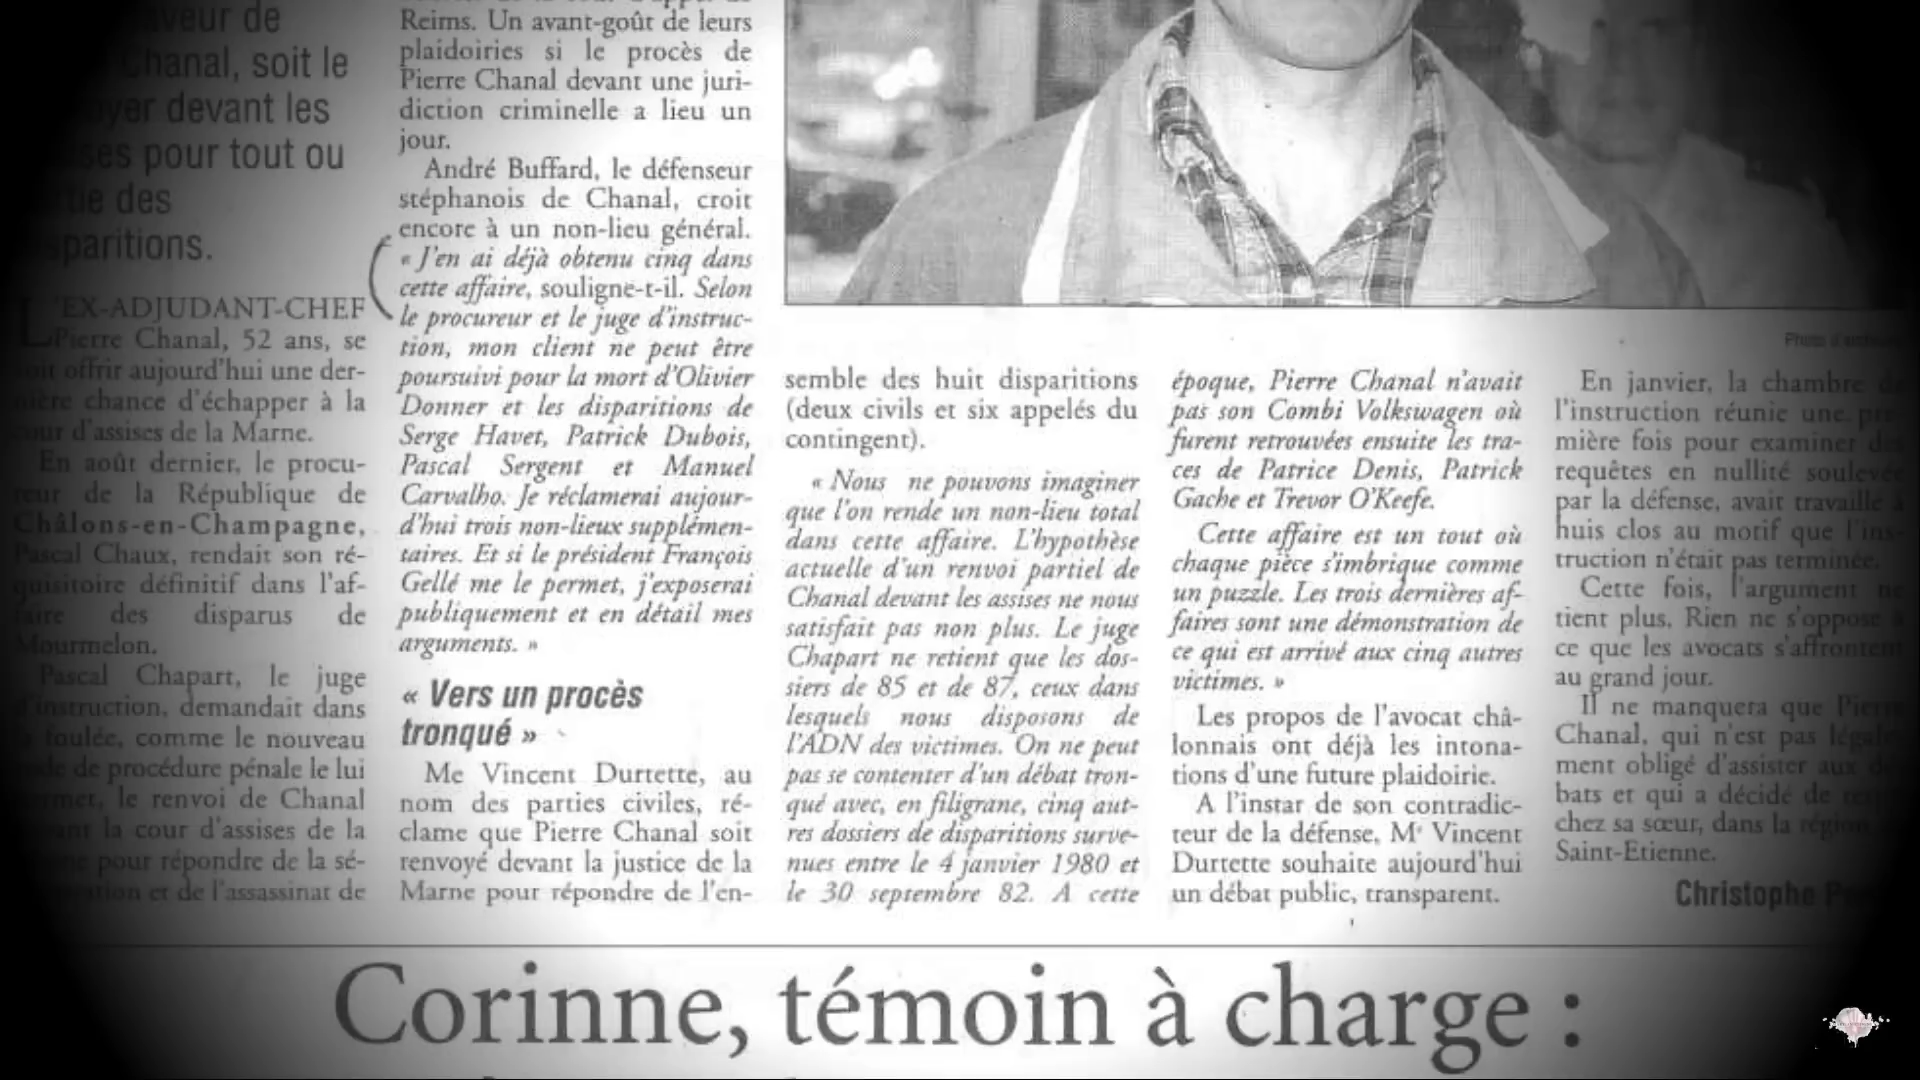 aveur de
Chanal, soit le
devant les
pour tout ou
des
disparitions.
L'EX-ADJUDANT-CHEF
Pierre Chanal, 52 ans, se
offrir aujourd'hui une der-
nière chance d'échapper à la
cour d'assises de la Marne.
En août dernier, le procu-
reur de la République de
Châlons-en-Champagne,
Pascal Chaux, rendait son ré-
quisitoire définitif dans l'af-
faire des disparus de
Mourmelon.
Pascal Chapart, le juge
d'instruction, demandait dans
la foulée, comme le nouveau
code de procédure pénale le lui
permet, le renvoi de Chanal
devant la cour d'assises de la
pour répondre de la sé-
et de l'assassinat de
Reims. Un avant-goût de leurs
plaidoiries si le procès de
Pierre Chanal devant une juri-
diction criminelle a lieu un
jour.
André Buffard, le défenseur
stéphanois de Chanal, croit
encore à un non-lieu général.
« J'en ai déjà obtenu cinq dans
cette affaire, souligne-t-il. Selon
le procureur et le juge d'instruc-
tion, mon client ne peut être
poursuivi pour la mort d'Olivier
Donner et les disparitions de
Serge Havet, Patrick Dubois,
Pascal Sergent et Manuel
Carvalho. Je réclamerai aujour-
d'hui trois non-lieux supplémen-
taires. Et si le président François
Gellé me le permet, j'exposerai
publiquement et en détail mes
arguments. »
« Vers un procès
tronqué »
Me Vincent Durtette, au
nom des parties civiles, ré-
clame que Pierre Chanal soit
renvoyé devant la justice de la
Marne pour répondre de l'en-
semble des huit disparitions
(deux civils et six appelés du
contingent).
« Nous ne pouvons imaginer
que l'on rende un non-lieu total
dans cette affaire. L'hypothèse
actuelle d'un renvoi partiel de
Chanal devant les assises ne nous
satisfait pas non plus. Le juge
Chapart ne retient que les dos-
siers de 85 et de 87, ceux dans
lesquels nous disposons de
l'ADN des victimes. On ne peut
pas se contenter d'un débat tron-
qué avec, en filigrane, cinq aut-
res dossiers de disparitions surve-
nues entre le 4 janvier 1980 et
le 30 septembre 82. A cette
époque, Pierre Chanal n'avait
pas son Combi Volkswagen où
furent retrouvées ensuite les tra-
ces de Patrice Denis, Patrick
Gache et Trevor O'Keefe.
Cette affaire est un tout où
chaque pièce s'imbrique comme
un puzzle. Les trois dernières af-
faires sont une démonstration de
ce qui est arrivé aux cinq autres
victimes. »
Les propos de l'avocat châ-
lonnais ont déjà les intona-
tions d'une future plaidoirie.
A l'instar de son contradic-
teur de la défense, Me Vincent
Durtette souhaite aujourd'hui
un débat public, transparent.
Photo d'archives
En janvier, la chambre de
l'instruction réunie une pre-
mière fois pour examiner des
requêtes en nullité soulevée
par la défense, avait travaillé à
huis clos au motif que l'ins-
truction n'était pas terminée.
Cette fois, l'argument ne
tient plus. Rien ne s'oppose à
ce que les avocats s'affrontent
au grand jour.
Il ne manquera que Pierre
Chanal, qui n'est pas légale-
ment obligé d'assister aux dé-
bats et qui a décidé de
chez sa sœur, dans la région
Saint-Etienne.
Christophe
Corinne, témoin à charge :